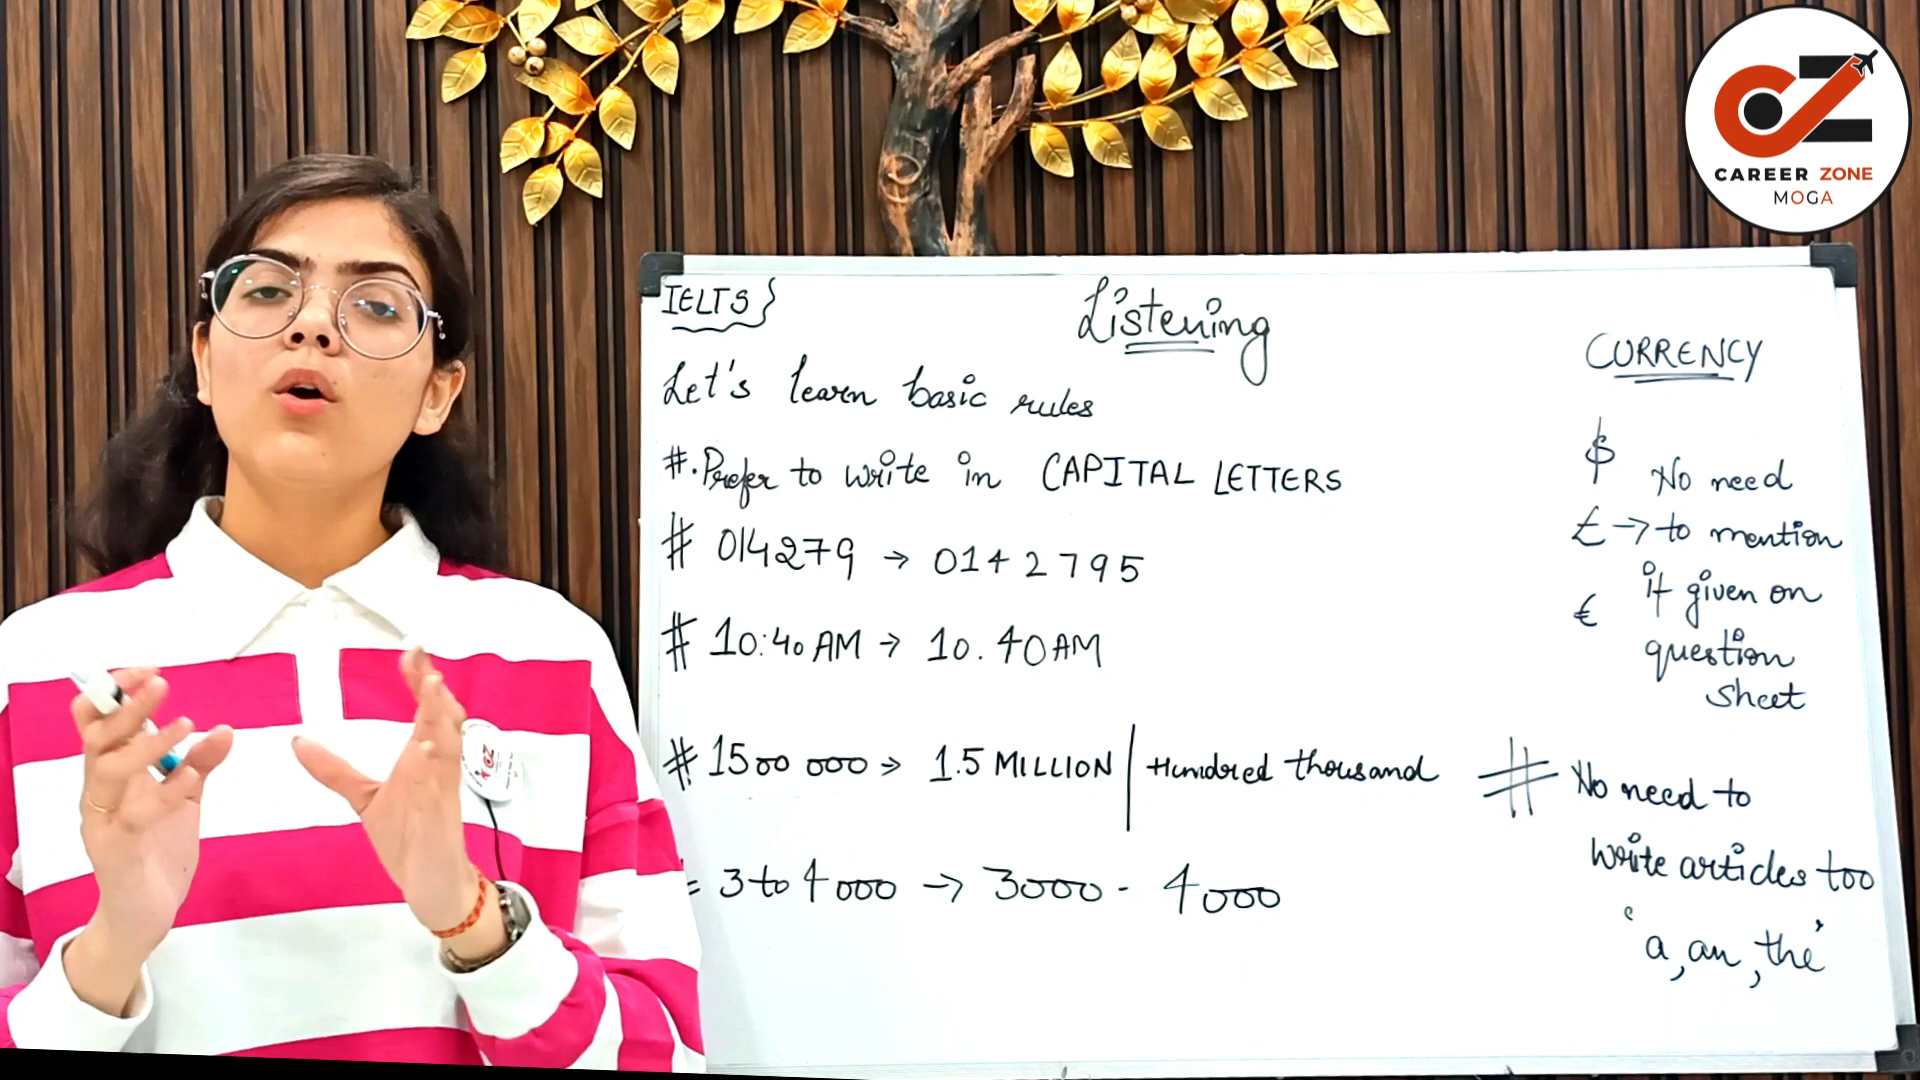 CZ
CAREER ZONE
MOGA
IELTS}
Listening
Let's learn basic rules
#. Prefer to write in CAPITAL LETTERS
# 014279 → 0142795
# 10:40 AM → 10.40AM
# 1500 000 → 1.5 MILLION | Hundred thousand
= 3 to 4000 → 3000 - 4000
CURRENCY
$ No need
£ → to mention
€ if given on
question
sheet
# No need to
write articles too
'a, an, the'